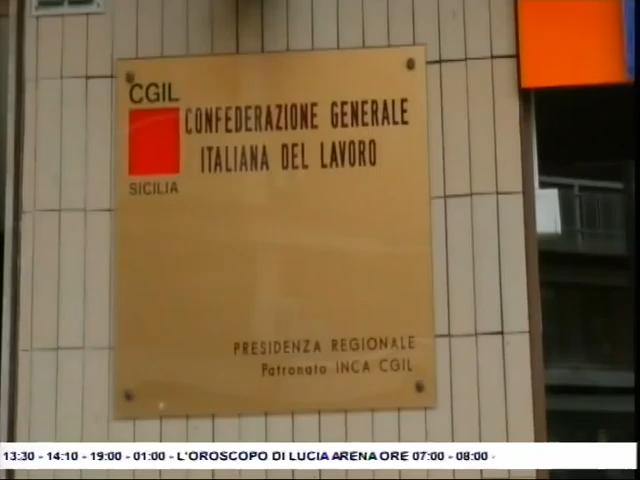 CGIL
SICILIA
CONFEDERAZIONE GENERALE
ITALIANA DEL LAVORO
PRESIDENZA REGIONALE
Patronato INCA CGIL
13:30 - 14:10 - 19:00 - 01:00 - L'OROSCOPO DI LUCIA ARENA ORE 07:00 - 08:00 -